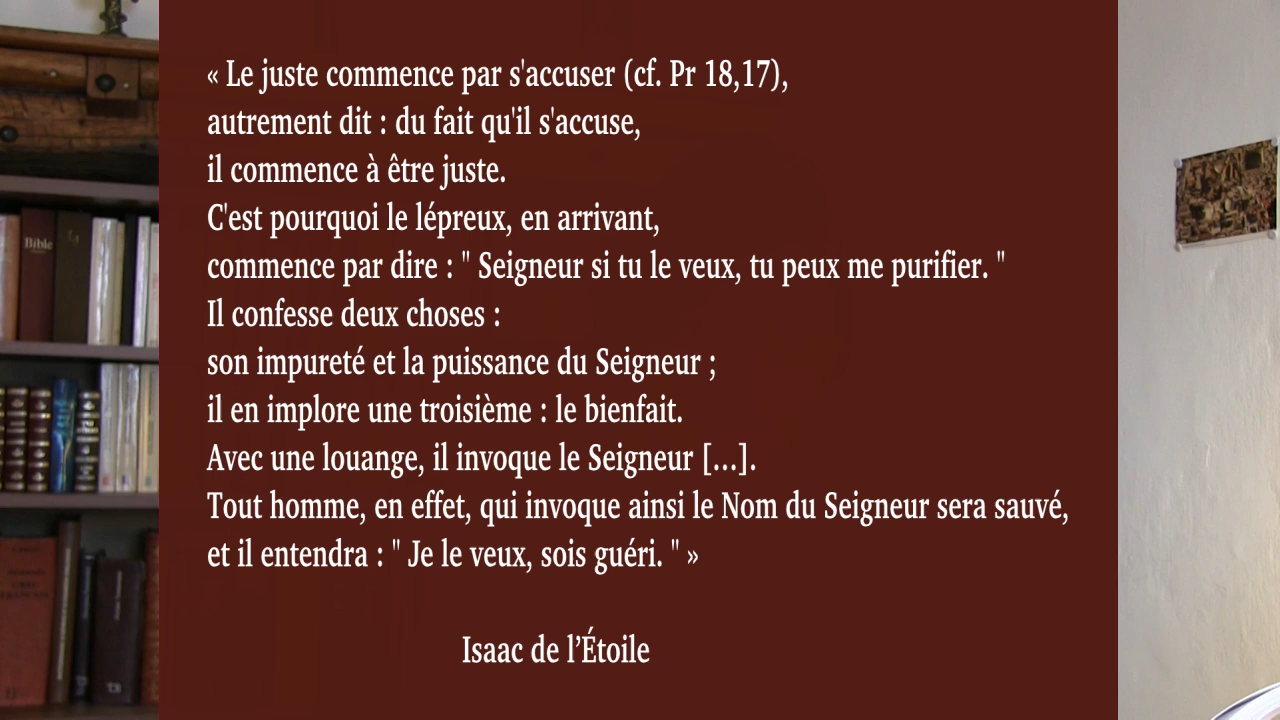 « Le juste commence par s'accuser (cf. Pr 18,17),
autrement dit : du fait qu'il s'accuse,
il commence à être juste.
C'est pourquoi le lépreux, en arrivant,
commence par dire : " Seigneur si tu le veux, tu peux me purifier. "
Il confesse deux choses :
son impureté et la puissance du Seigneur ;
il en implore une troisième : le bienfait.
Avec une louange, il invoque le Seigneur [...].
Tout homme, en effet, qui invoque ainsi le Nom du Seigneur sera sauvé,
et il entendra : " Je le veux, sois guéri. " »
Isaac de l’Étoile
Bible